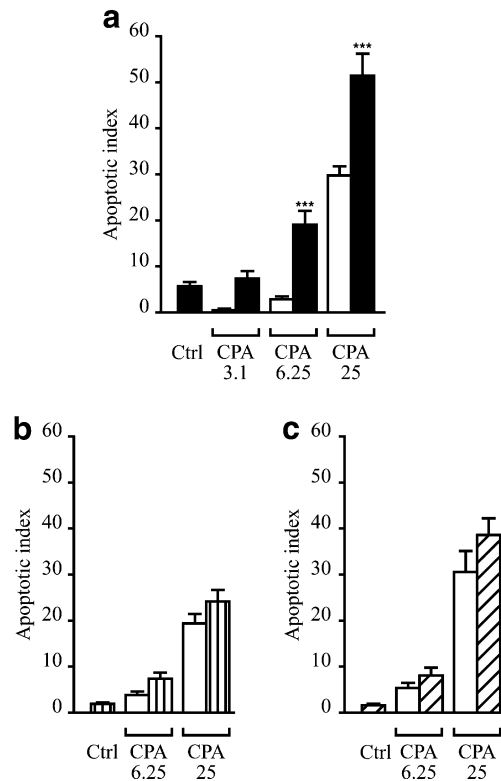 a
60
50
40
30
20
10
0
Apoptotic index
***
***
Ctrl CPA CPA CPA
3.1 6.25 25
b c
60 60
50 50
40 40
30 30
20 20
10 10
0 0
Apoptotic index Apoptotic index
Ctrl CPA CPA Ctrl CPA CPA
6.25 25 6.25 25